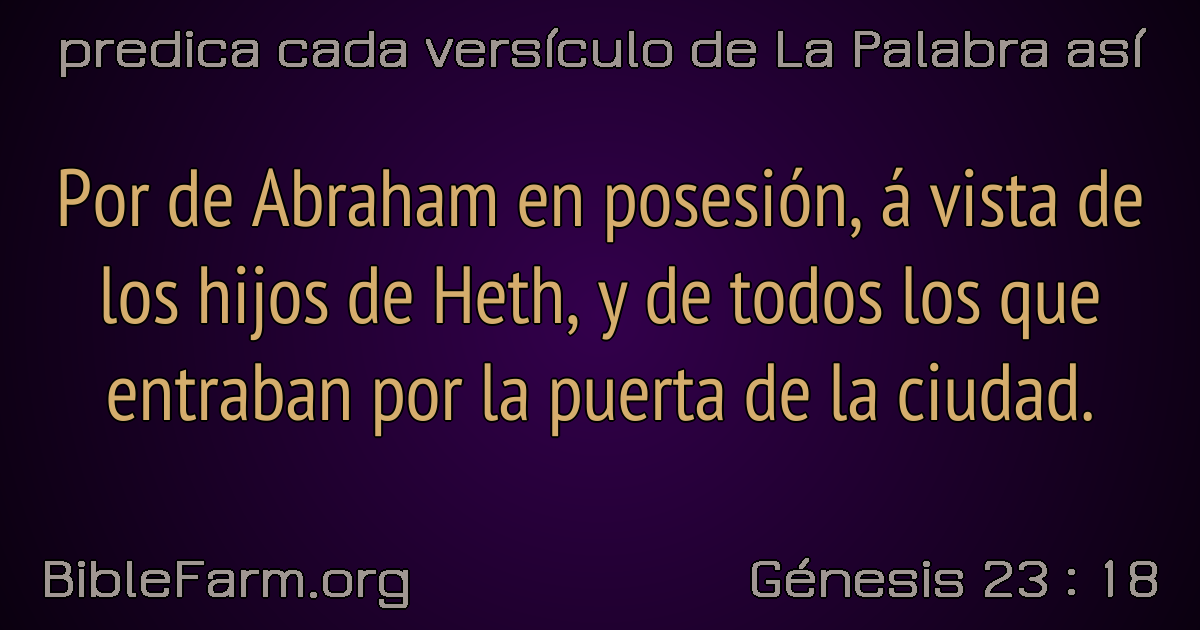 predica cada versículo de La Palabra así
Por de Abraham en posesión, á vista de
los hijos de Heth, y de todos los que
entraban por la puerta de la ciudad.
BibleFarm.org
Génesis 23 : 18